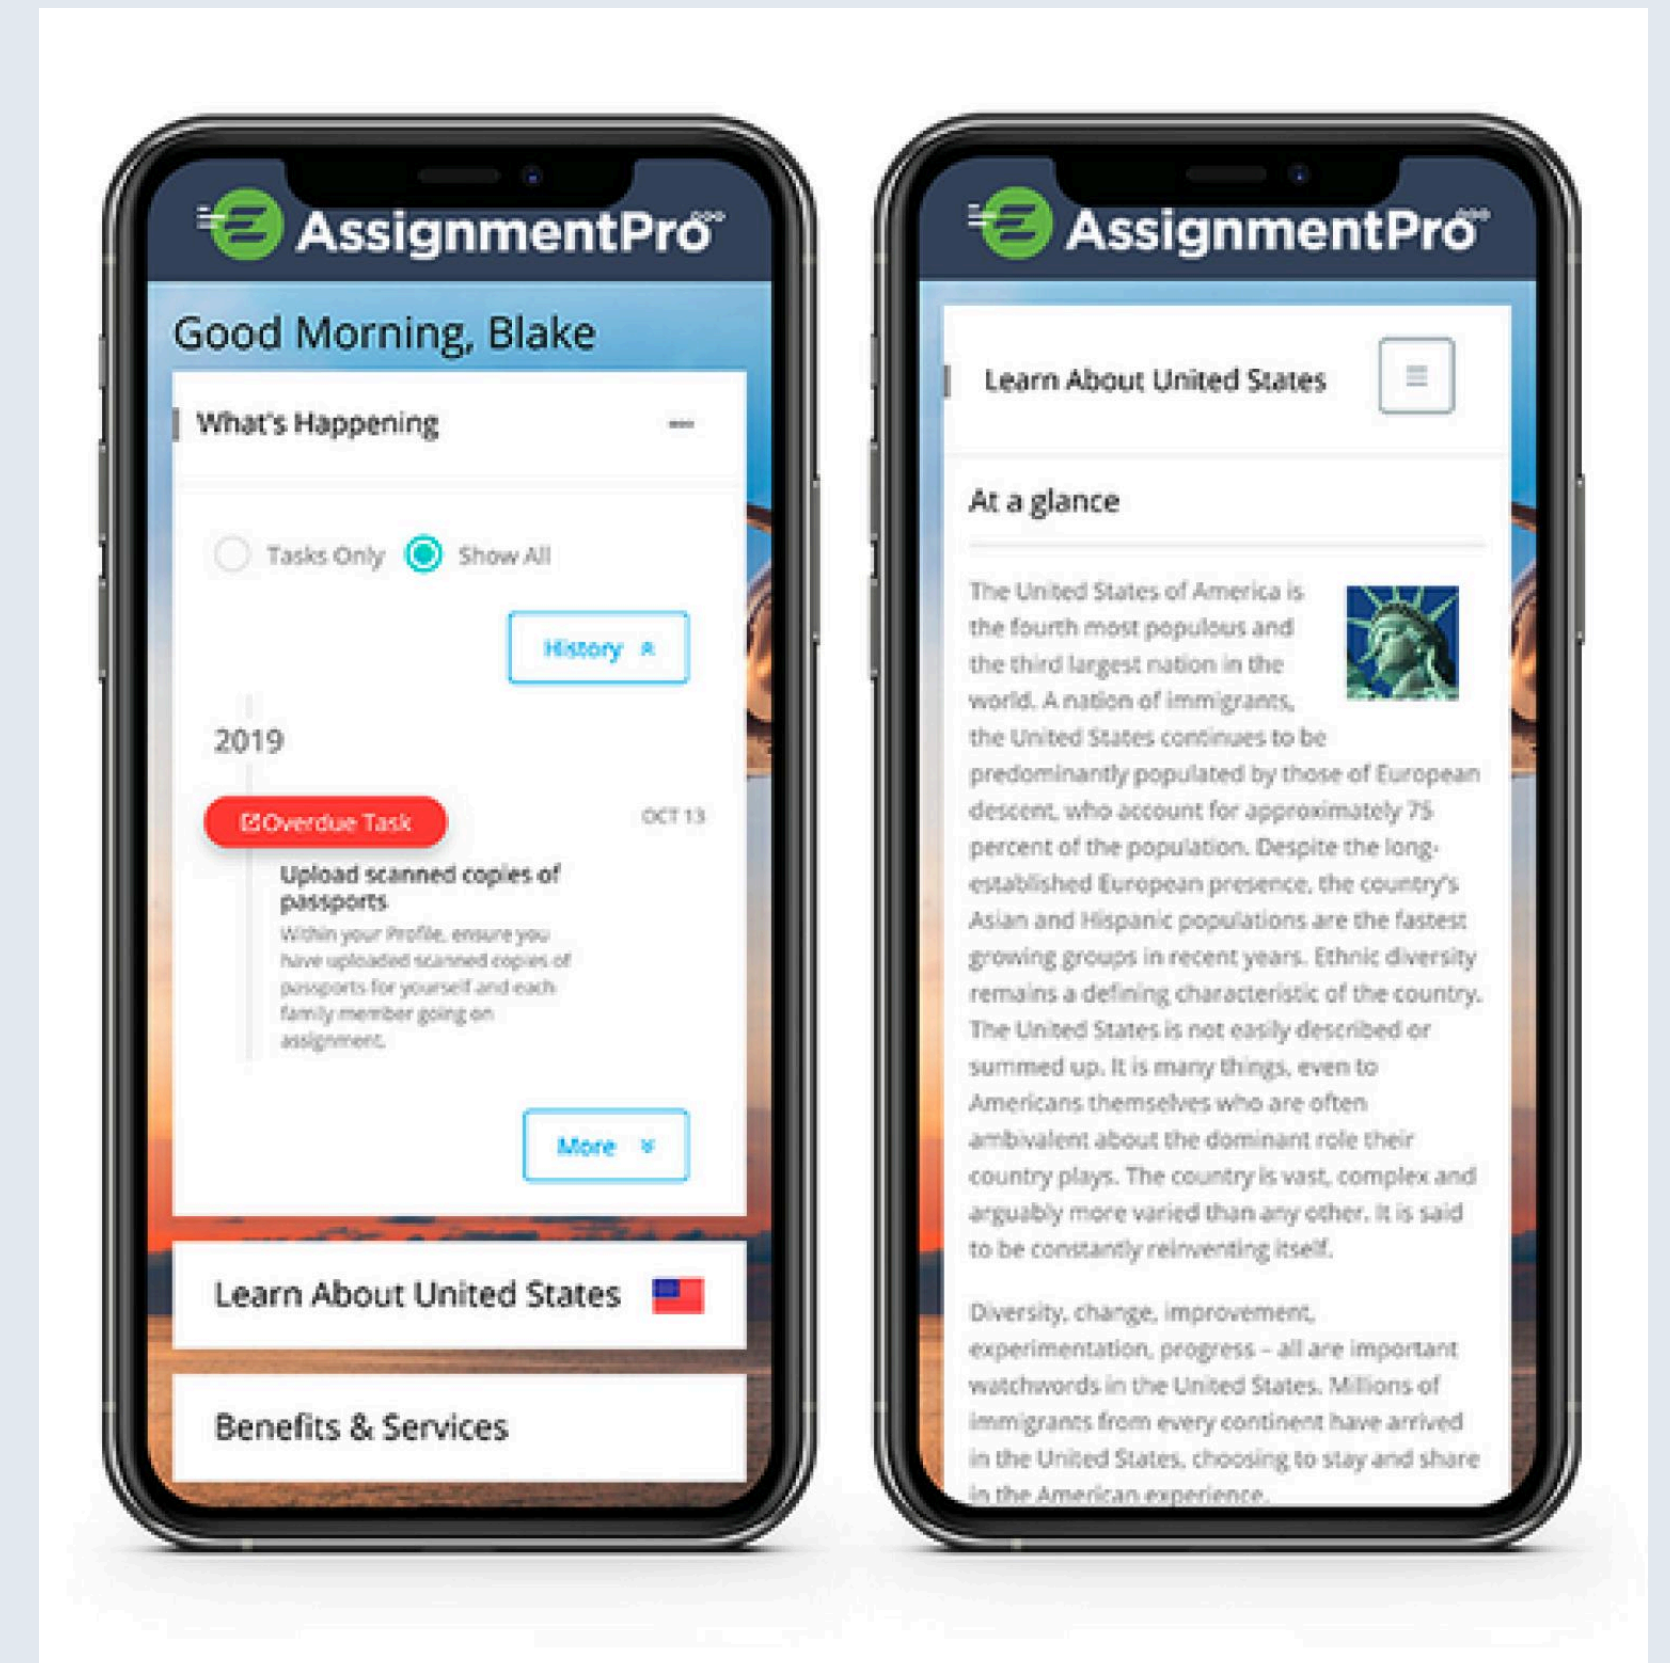 AssignmentPro
Good Morning, Blake
What's Happening
Tasks Only
Show All
History
2019
Overdue Task
OCT 13
Upload scanned copies of
passports
Within your Profile, ensure you
have uploaded scanned copies of
passports for yourself and each
family member going on
assignment.
More
Learn About United States
Benefits & Services
AssignmentPro
Learn About United States
At a glance
The United States of America is
the fourth most populous and
the third largest nation in the
world. A nation of immigrants,
the United States continues to be
predominantly populated by those of European
descent, who account for approximately 75
percent of the population. Despite the long-
established European presence, the country's
Asian and Hispanic populations are the fastest
growing groups in recent years. Ethnic diversity
remains a defining characteristic of the country.
The United States is not easily described or
summed up. It is many things, even to
Americans themselves who are often
ambivalent about the dominant role their
country plays. The country is vast, complex and
arguably more varied than any other. It is said
to be constantly reinventing itself.
Diversity, change, improvement,
experimentation, progress – all are important
watchwords in the United States. Millions of
immigrants from every continent have arrived
in the United States, choosing to stay and share
in the American experience.